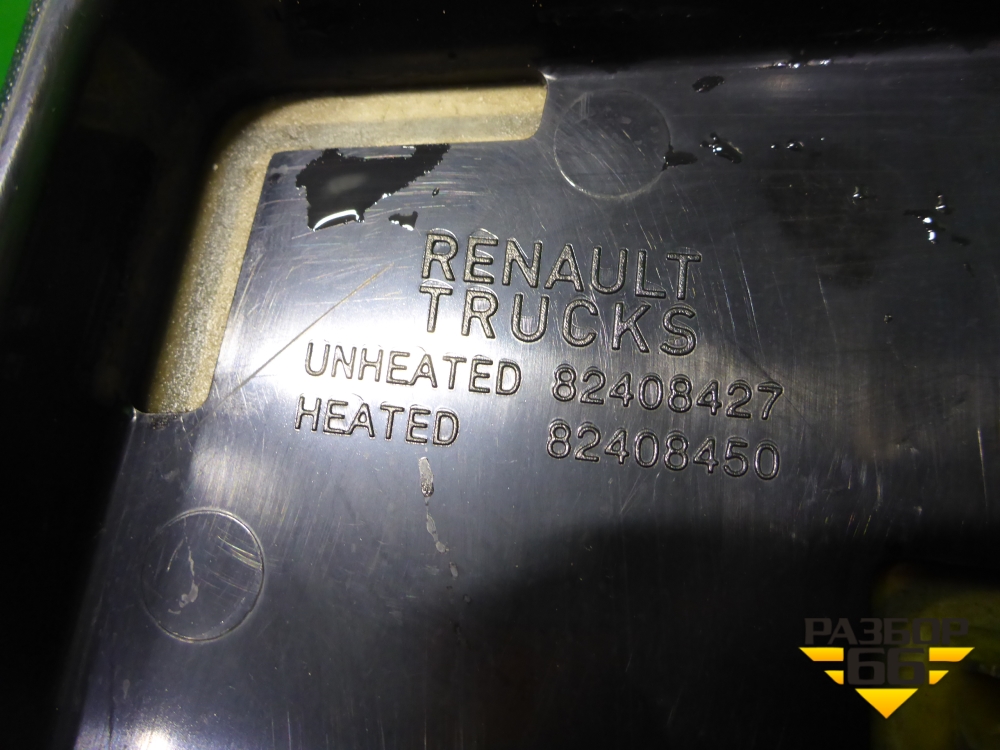 RENAULT
TRUCKS
UNHEATED 82408427
HEATED 82408450
РАЗБОР
66